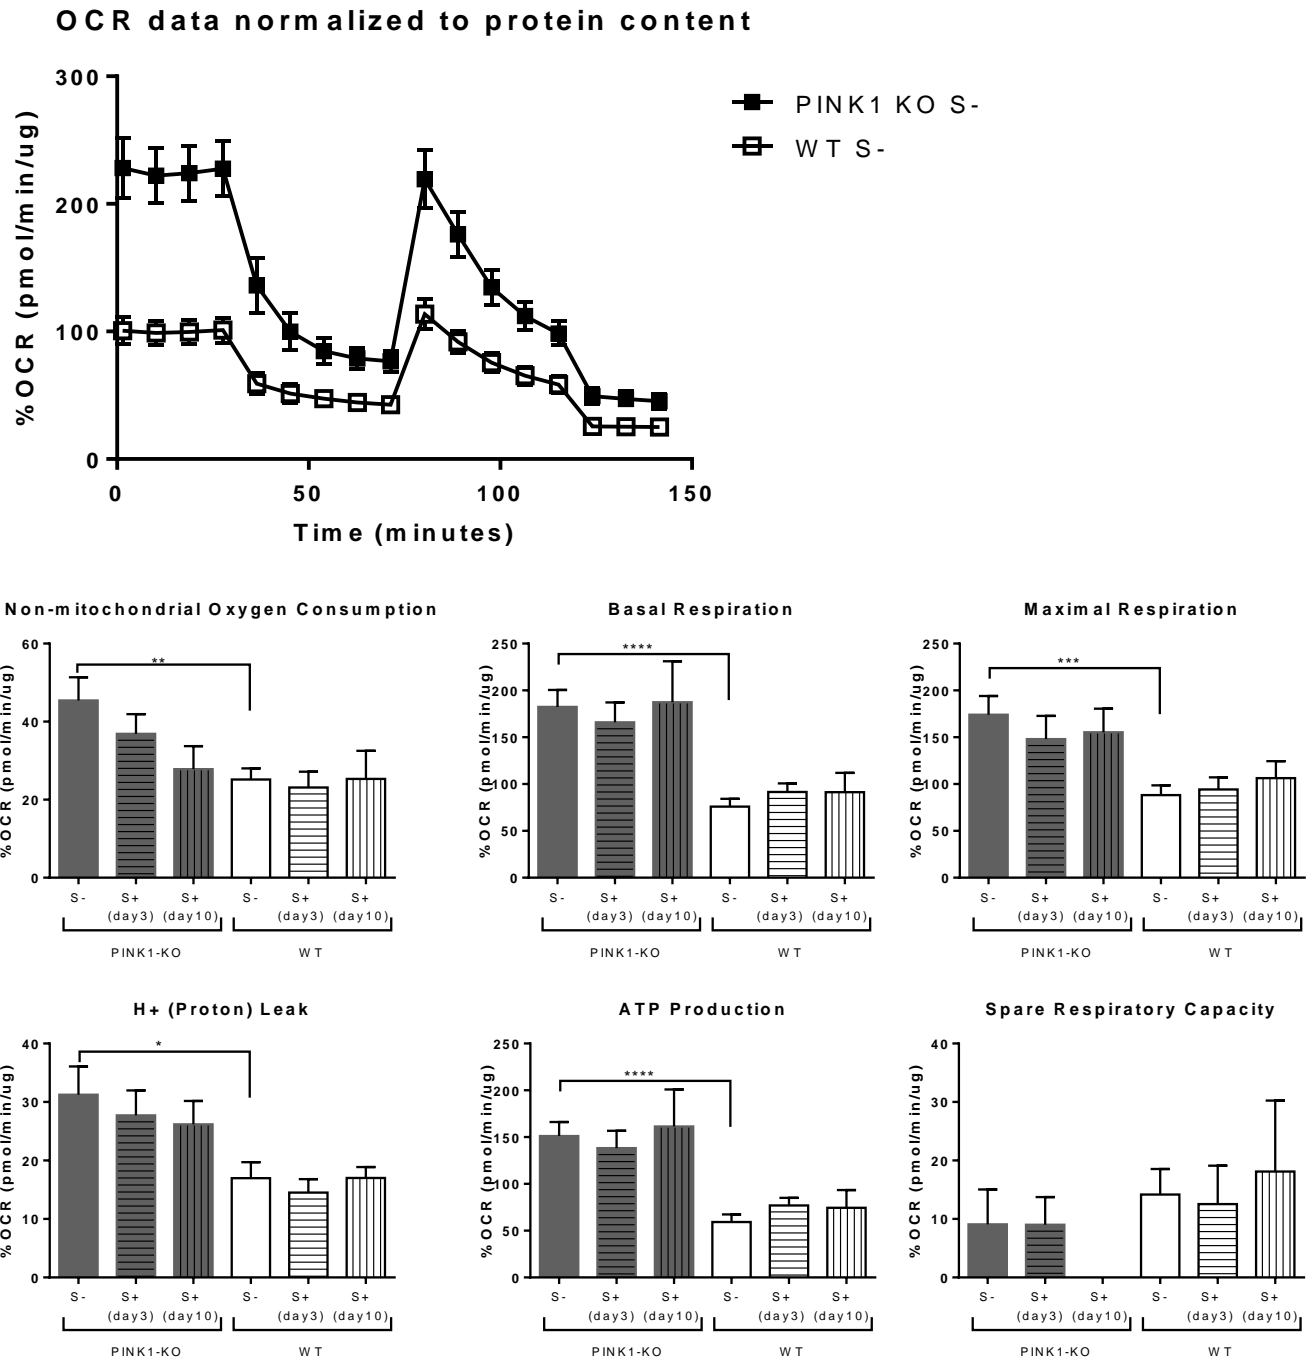 OCR data normalized to protein content
300
200
100
0
%OCR (pmol/min/ug)
0 50 100 150
Time (minutes)
PINK1 KO S-
WT S-
Non-mitochondrial Oxygen Consumption
60
40
20
0
%OCR (pmol/min/ug)
**
S- S+ S+ S- S+ S+
(day3) (day10) (day3) (day10)
PINK1-KO WT
Basal Respiration
250
200
150
100
50
0
%OCR (pmol/min/ug)
****
S- S+ S+ S- S+ S+
(day3) (day10) (day3) (day10)
PINK1-KO WT
Maximal Respiration
250
200
150
100
50
0
%OCR (pmol/min/ug)
***
S- S+ S+ S- S+ S+
(day3) (day10) (day3) (day10)
PINK1-KO WT
H+ (Proton) Leak
40
30
20
10
0
%OCR (pmol/min/ug)
*
S- S+ S+ S- S+ S+
(day3) (day10) (day3) (day10)
PINK1-KO WT
ATP Production
250
200
150
100
50
0
%OCR (pmol/min/ug)
****
S- S+ S+ S- S+ S+
(day3) (day10) (day3) (day10)
PINK1-KO WT
Spare Respiratory Capacity
40
30
20
10
0
%OCR (pmol/min/ug)
S- S+ S+ S- S+ S+
(day3) (day10) (day3) (day10)
PINK1-KO WT